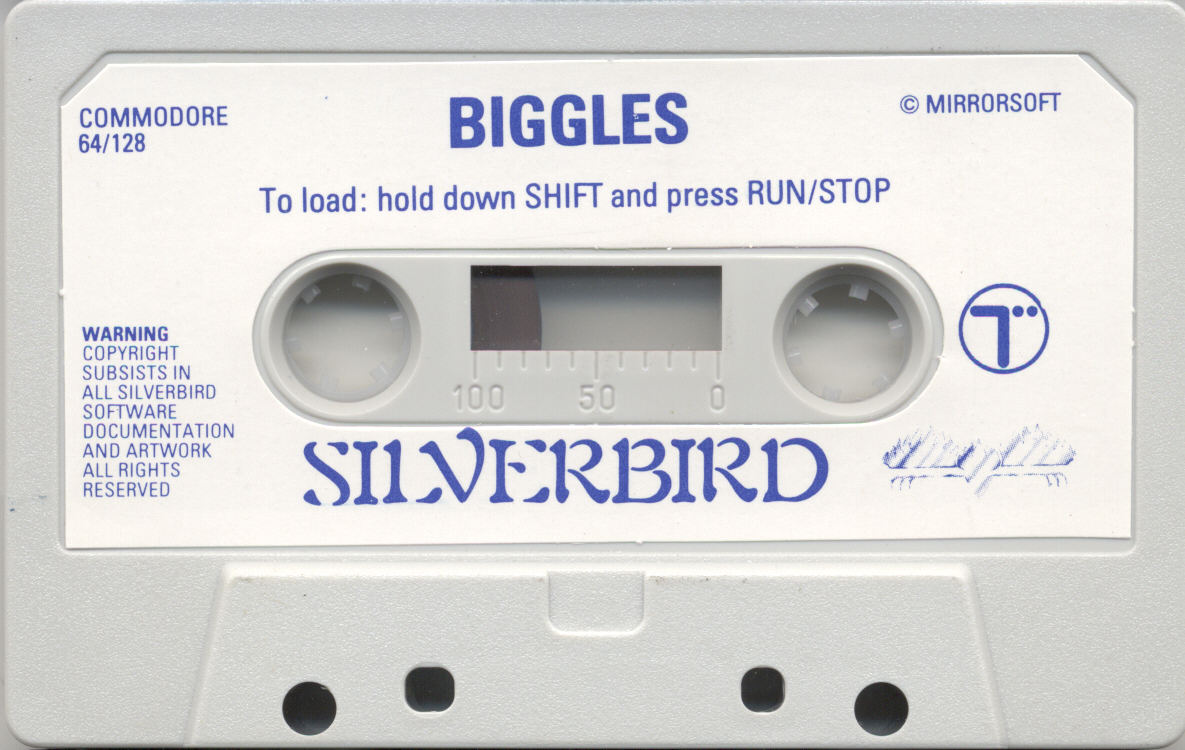 COMMODORE
64/128
BIGGLES
© MIRRORSOFT
To load: hold down SHIFT and press RUN/STOP
100 50 0
WARNING
COPYRIGHT
SUBSISTS IN
ALL SILVERBIRD
SOFTWARE
DOCUMENTATION
AND ARTWORK
ALL RIGHTS
RESERVED
T
SILVERBIRD